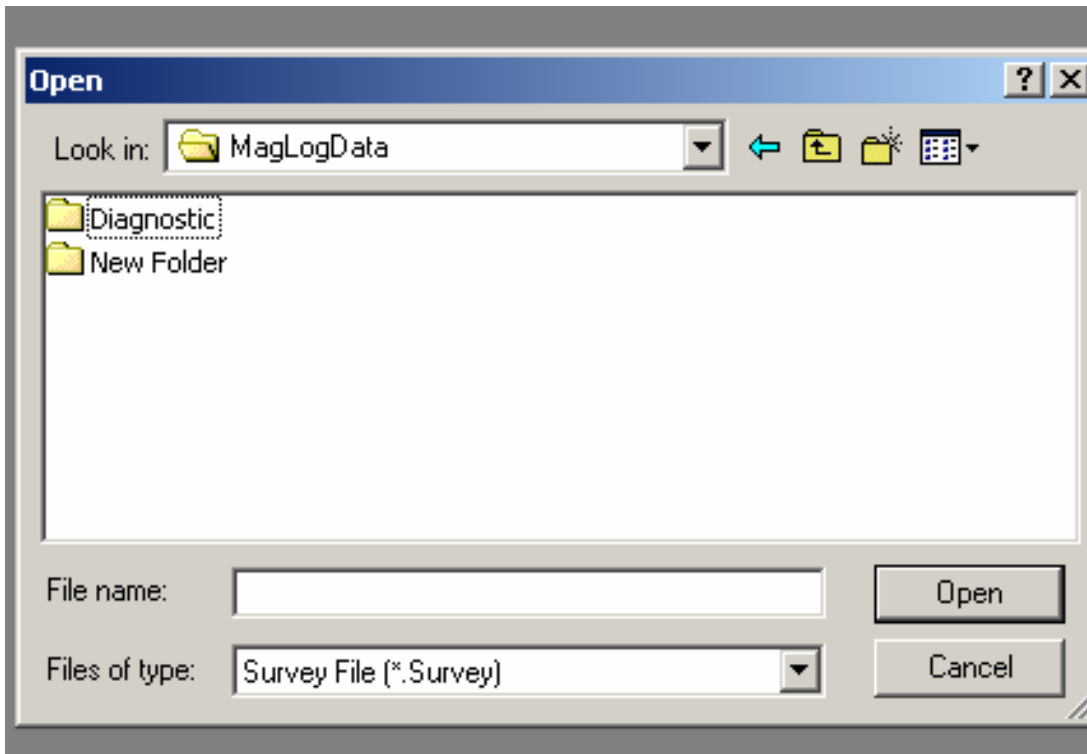 Open
Look in: MagLogData
Diagnostic
New Folder
File name: Open
Files of type: Survey File (*.Survey) Cancel